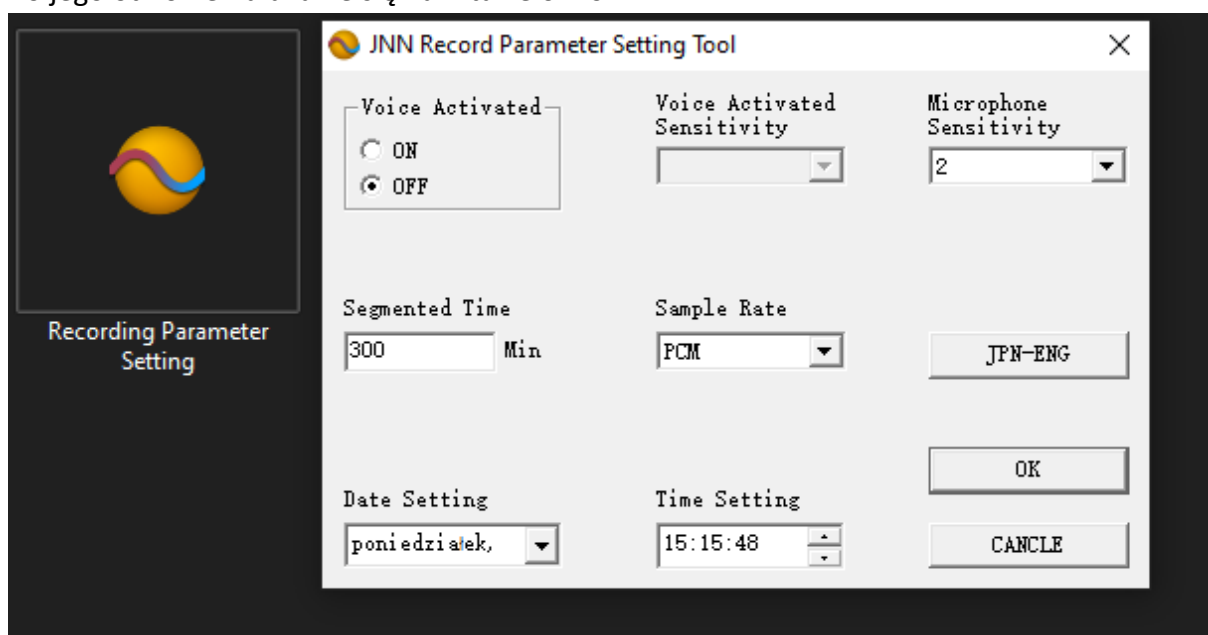 JNN Record Parameter Setting Tool
Voice Activated
ON
OFF
Voice Activated
Sensitivity
Microphone
Sensitivity
2
Recording Parameter
Setting
Segmented Time
300 Min
Sample Rate
PCM
JPN-ENG
OK
Date Setting
poniedziałek,
Time Setting
15:15:48
CANCLE